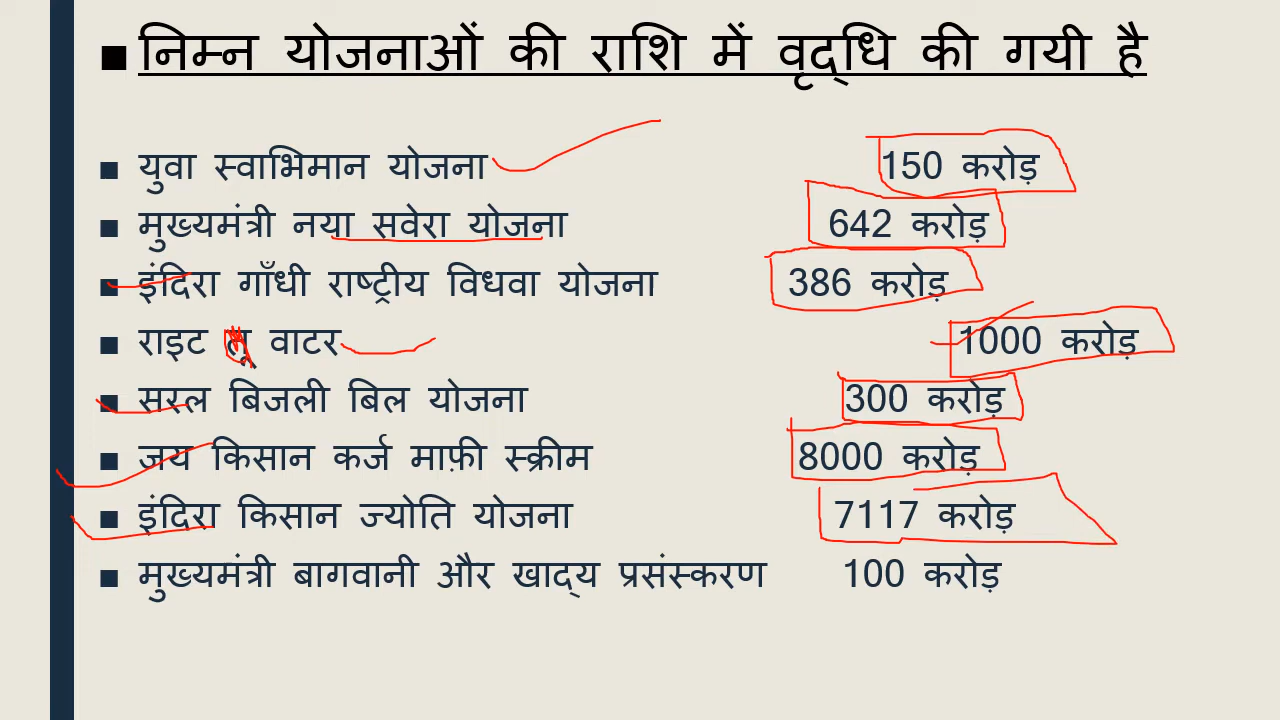 निम्न योजनाओं की राशि में वृद्धि की गयी है
युवा स्वाभिमान योजना 150 करोड़
मुख्यमंत्री नया सवेरा योजना 642 करोड़
इंदिरा गाँधी राष्ट्रीय विधवा योजना 386 करोड़
राइट वाटर 1000 करोड़
सरल बिजली बिल योजना 300 करोड़
जय किसान कर्ज माफ़ी स्क्रीम 8000 करोड़
इंदिरा किसान ज्योति योजना 7117 करोड़
मुख्यमंत्री बागवानी और खाद्य प्रसंस्करण 100 करोड़